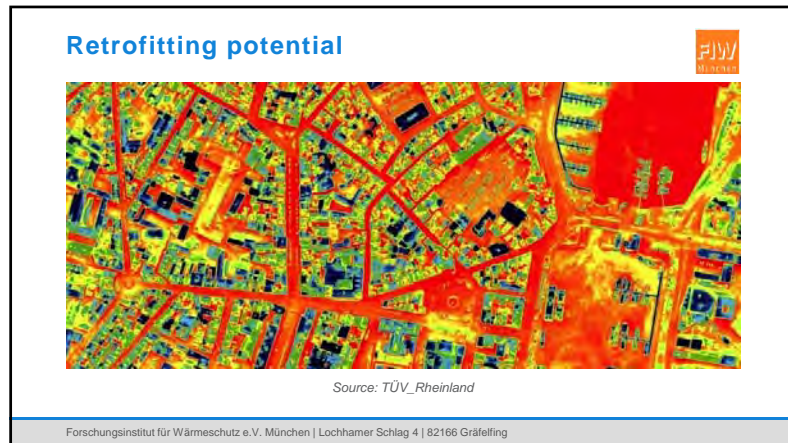 Retrofitting potential
FIW
München
Source: TÜV_Rheinland
Forschungsinstitut für Wärmeschutz e.V. München | Lochhamer Schlag 4 | 82166 Gräfelfing